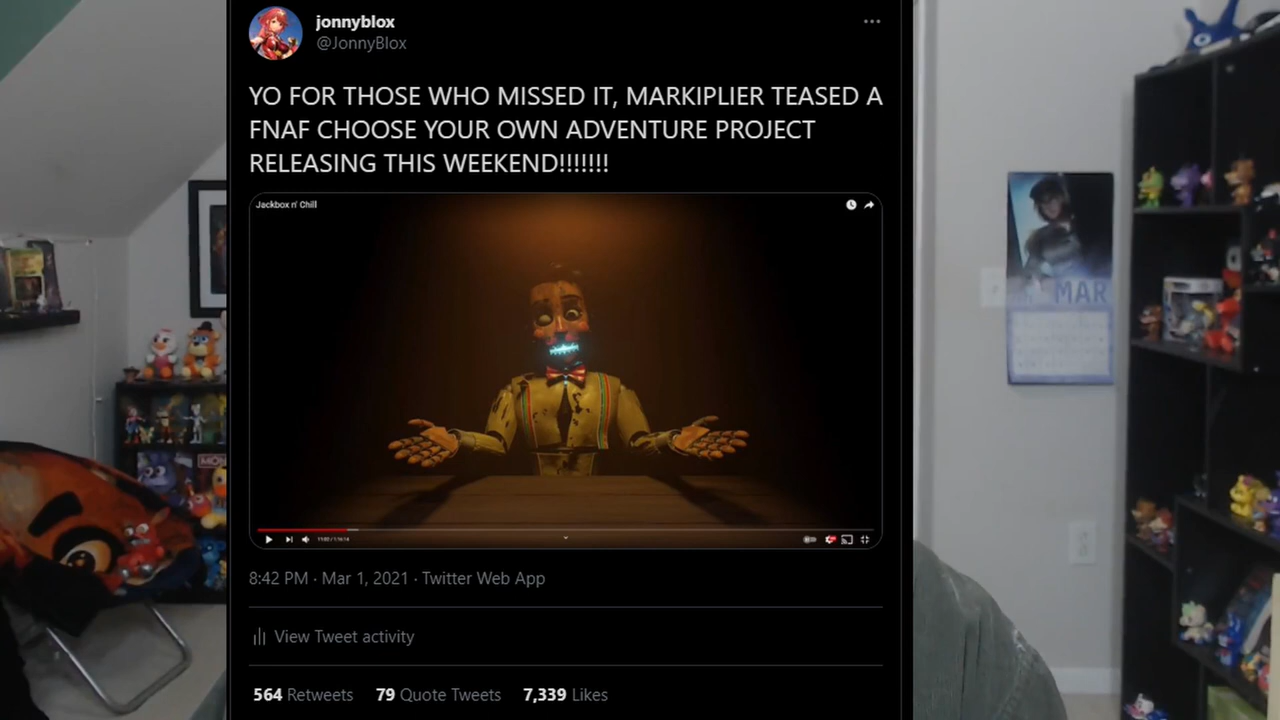 jonnyblox
@JonnyBlox
YO FOR THOSE WHO MISSED IT, MARKIPLIER TEASED A
FNAF CHOOSE YOUR OWN ADVENTURE PROJECT
RELEASING THIS WEEKEND!!!!!!!
Jackbox n' Chill
8:42 PM · Mar 1, 2021 · Twitter Web App
View Tweet activity
564 Retweets 79 Quote Tweets 7,339 Likes
MAR